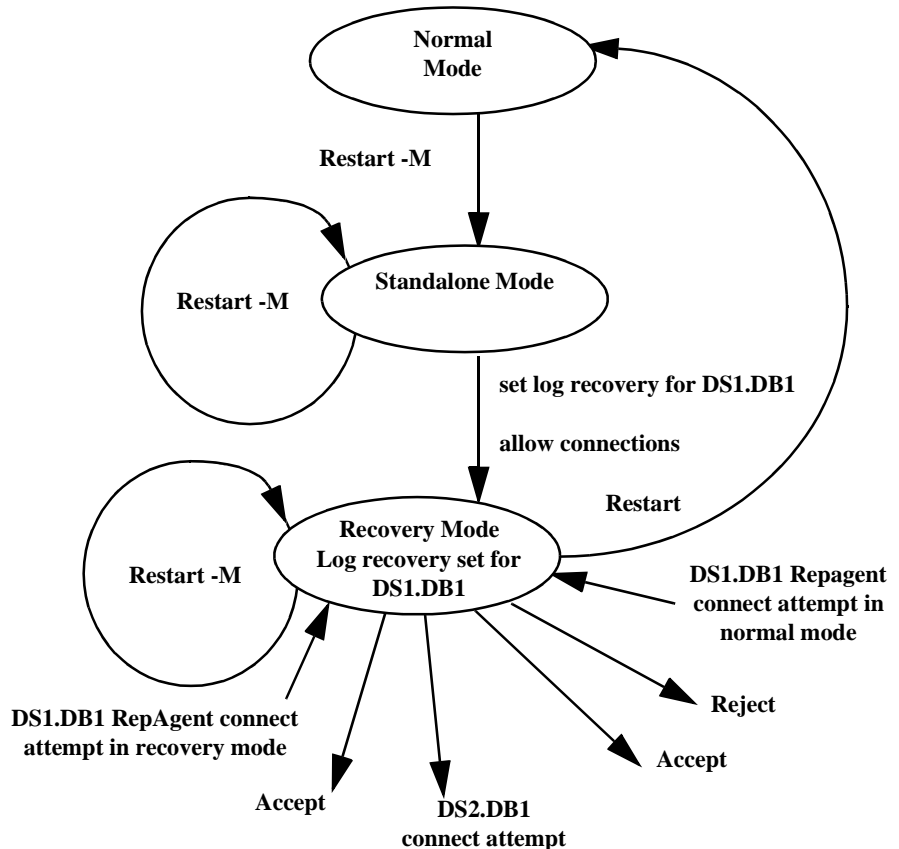 Normal
Mode
Restart -M
Restart -M
Standalone Mode
set log recovery for DS1.DB1
allow connections
Restart
Recovery Mode
Log recovery set for
DS1.DB1
Restart -M
DS1.DB1 Repagent
connect attempt in
normal mode
DS1.DB1 RepAgent connect
attempt in recovery mode
Reject
Accept
Accept
DS2.DB1
connect attempt